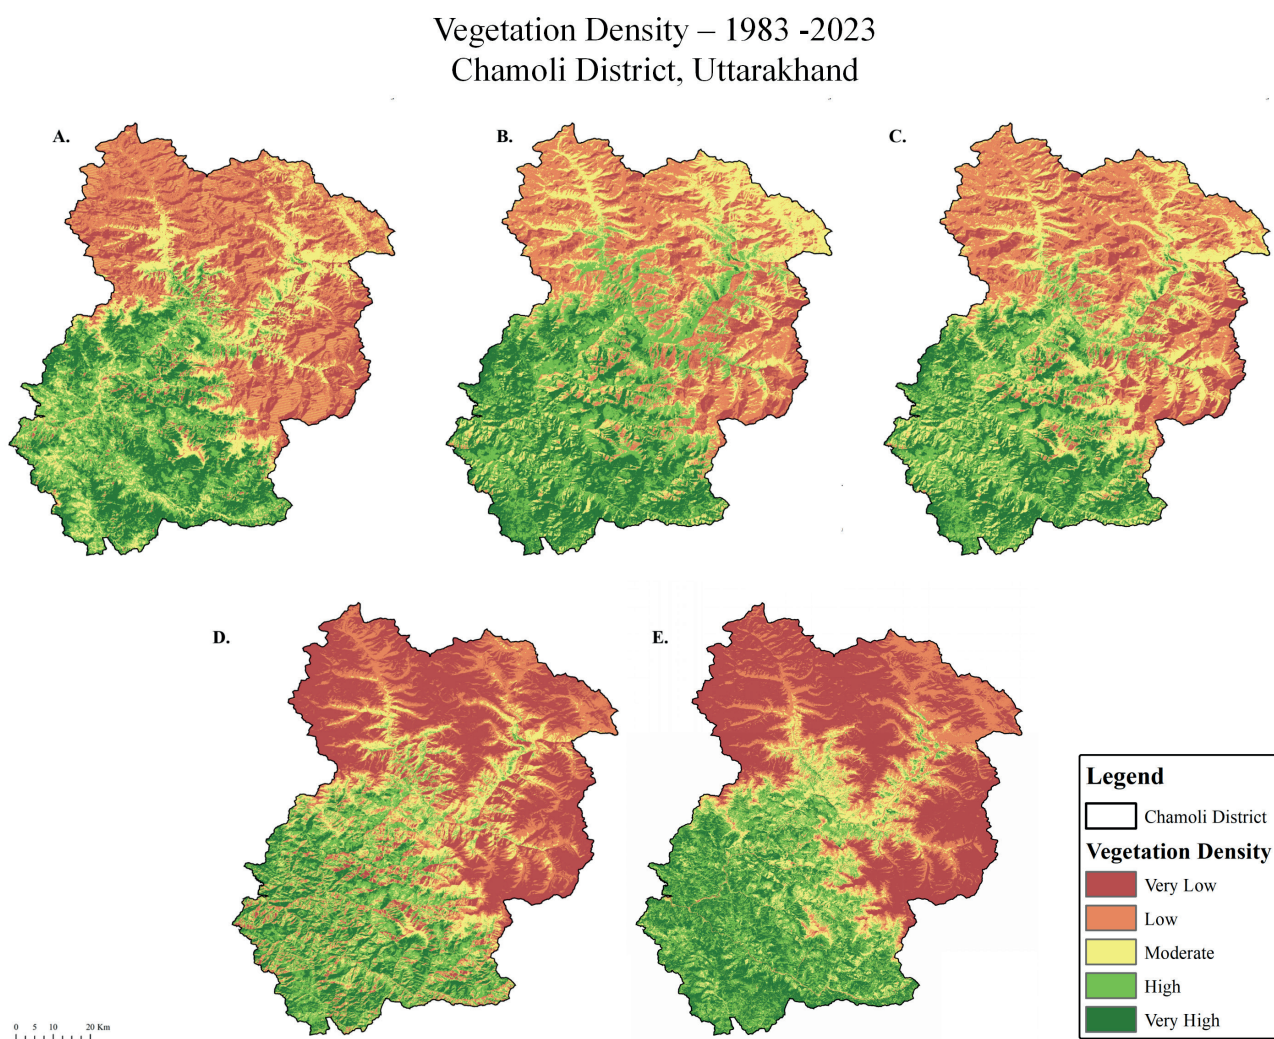 Vegetation Density – 1983 -2023
Chamoli District, Uttarakhand
A.
B.
C.
D.
E.
Legend
Chamoli District
Vegetation Density
Very Low
Low
Moderate
High
Very High
0 5 10 20 Km